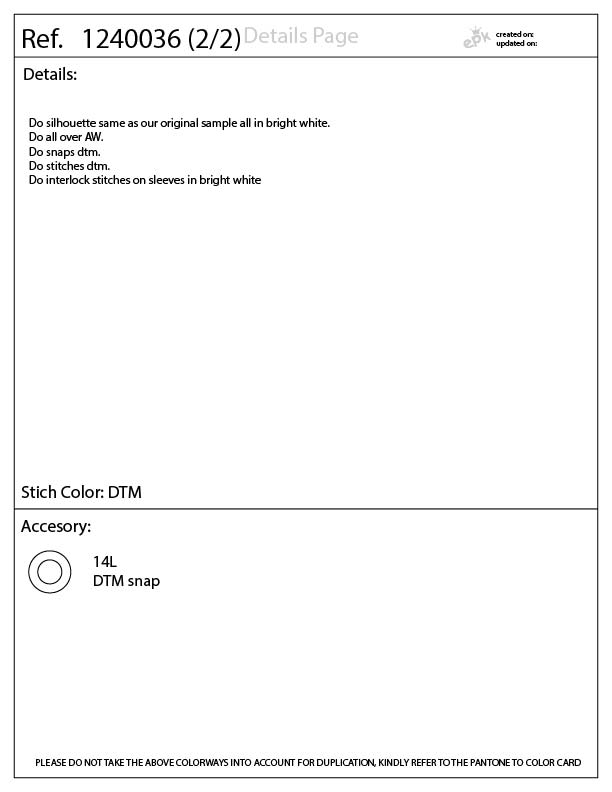 Ref. 1240036 (2/2) Details Page
epk
created on:
updated on:
Details:
Do silhouette same as our original sample all in bright white.
Do all over AW.
Do snaps dtm.
Do stitches dtm.
Do interlock stitches on sleeves in bright white
Stich Color: DTM
Accesory:
14L
DTM snap
PLEASE DO NOT TAKE THE ABOVE COLORWAYS INTO ACCOUNT FOR DUPLICATION, KINDLY REFER TO THE PANTONE TO COLOR CARD